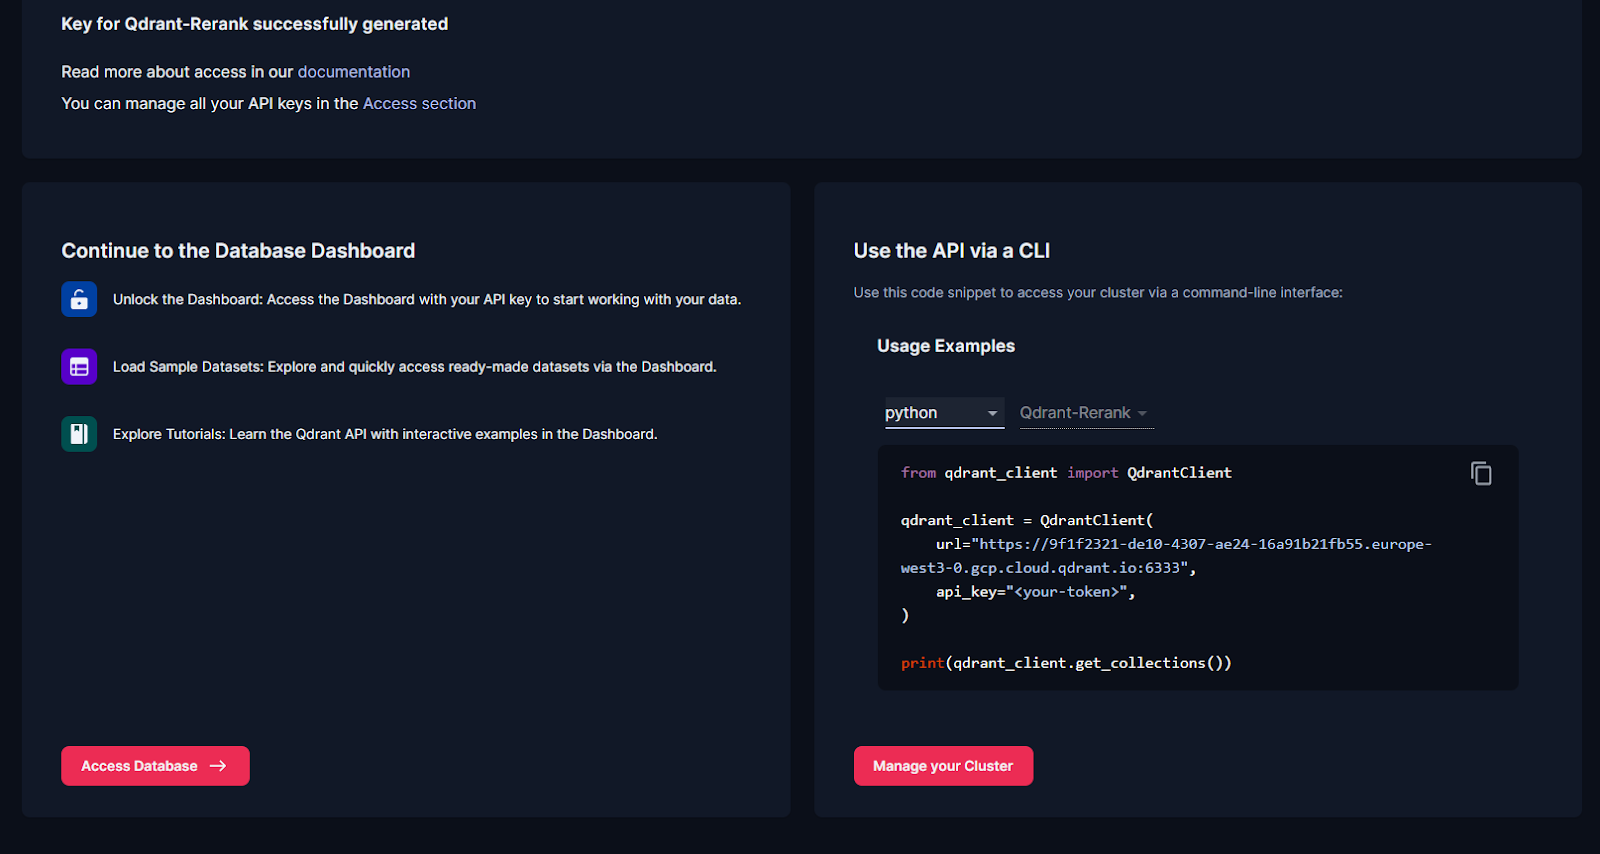 Key for Qdrant-Rerank successfully generated
Read more about access in our documentation
You can manage all your API keys in the Access section
Continue to the Database Dashboard
Unlock the Dashboard: Access the Dashboard with your API key to start working with your data.
Load Sample Datasets: Explore and quickly access ready-made datasets via the Dashboard.
Explore Tutorials: Learn the Qdrant API with interactive examples in the Dashboard.
Access Database
Use the API via a CLI
Use this code snippet to access your cluster via a command-line interface:
Usage Examples
python Qdrant-Rerank
from qdrant_client import QdrantClient
qdrant_client = QdrantClient(
    url="https://9f1f2321-de10-4307-ae24-16a91b21fb55.europe-
west3-0.gcp.cloud.qdrant.io:6333",
    api_key="<your-token>",
)
print(qdrant_client.get_collections())
Manage your Cluster